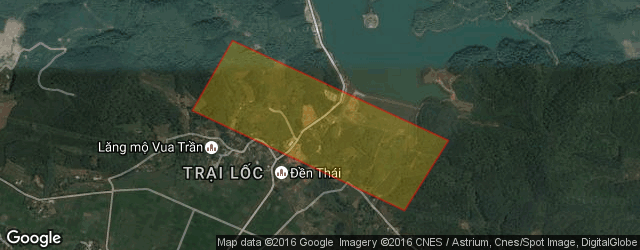 Lăng mộ Vua Trần
TRẠI LỐC
Đền Thái
Google
Map data ©2016 Google Imagery ©2016 CNES / Astrium, Cnes/Spot Image, DigitalGlobe